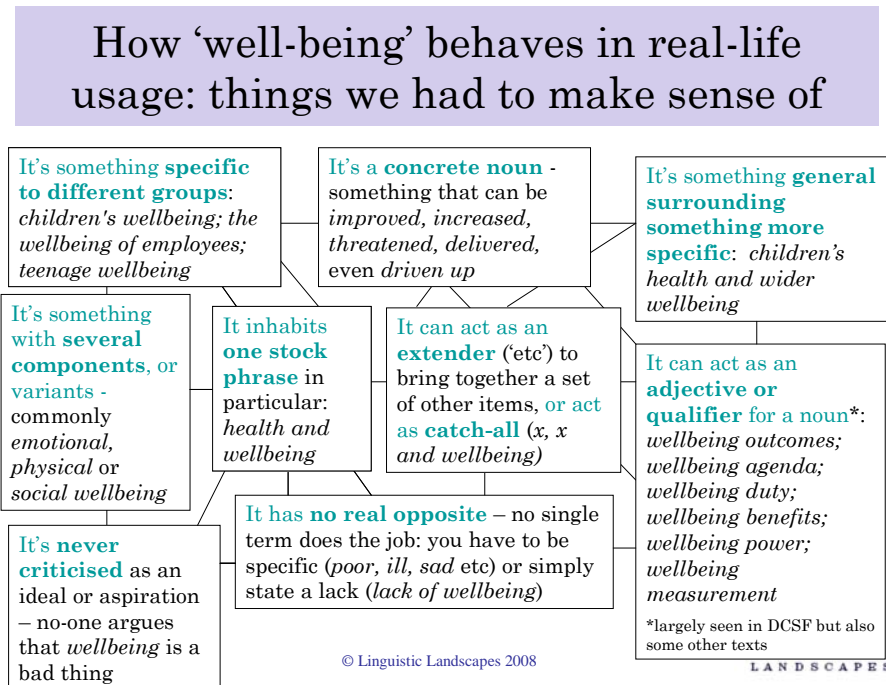 How ‘well-being’ behaves in real-life
usage: things we had to make sense of
It’s something specific
to different groups:
children's wellbeing; the
wellbeing of employees;
teenage wellbeing
It’s a concrete noun -
something that can be
improved, increased,
threatened, delivered,
even driven up
It’s something general
surrounding
something more
specific: children’s
health and wider
wellbeing
It’s something
with several
components, or
variants -
commonly
emotional,
physical or
social wellbeing
It inhabits
one stock
phrase in
particular:
health and
wellbeing
It can act as an
extender (‘etc’) to
bring together a set
of other items, or act
as catch-all (x, x
and wellbeing)
It can act as an
adjective or
qualifier for a noun*:
wellbeing outcomes;
wellbeing agenda;
wellbeing duty;
wellbeing benefits;
wellbeing power;
wellbeing
measurement
*largely seen in DCSF but also
some other texts
It’s never
criticised as an
ideal or aspiration
– no-one argues
that wellbeing is a
bad thing
It has no real opposite – no single
term does the job: you have to be
specific (poor, ill, sad etc) or simply
state a lack (lack of wellbeing)
© Linguistic Landscapes 2008
LANDSCAPES